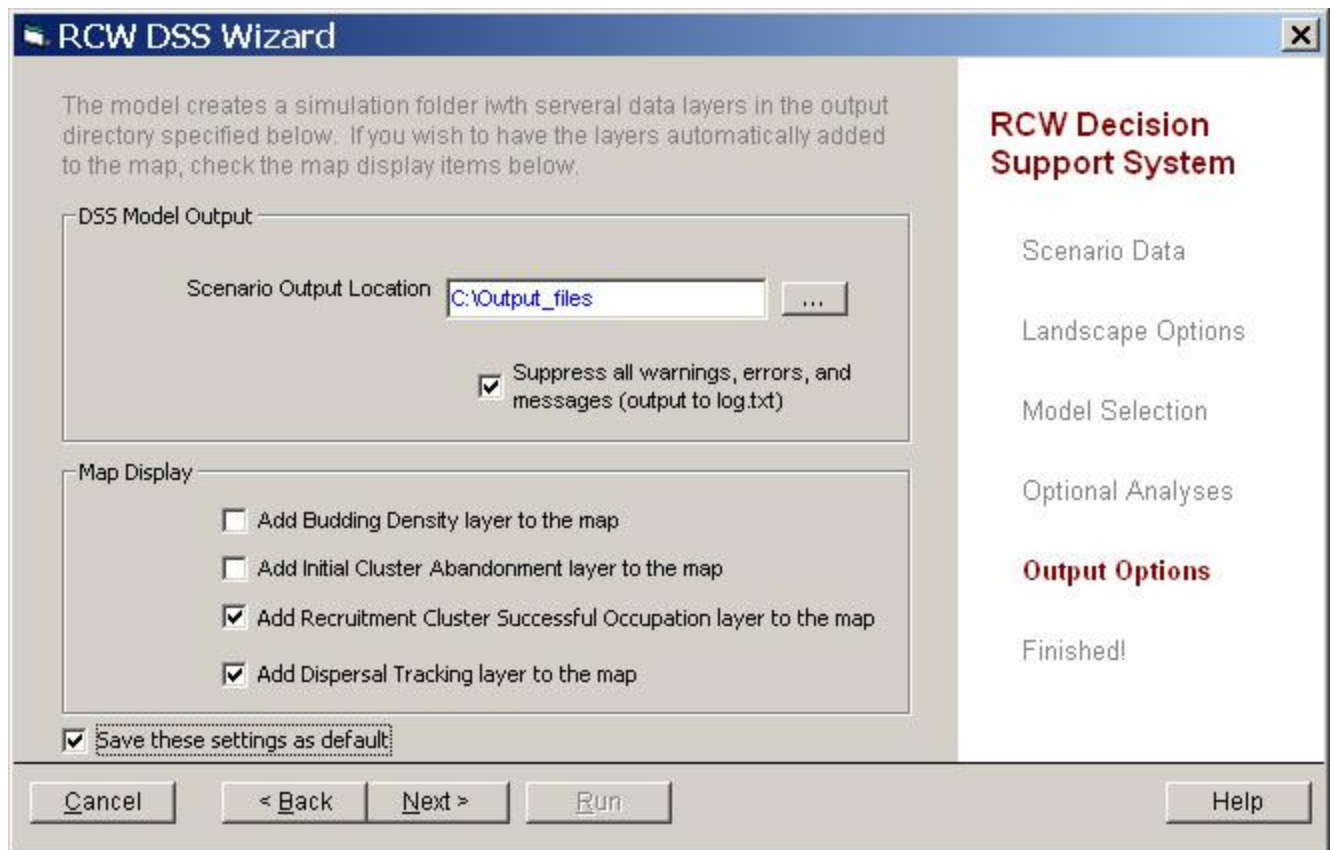 RCW DSS Wizard
The model creates a simulation folder iwth serveral data layers in the output
directory specified below. If you wish to have the layers automatically added
to the map, check the map display items below.
DSS Model Output
Scenario Output Location
C:\Output_files
...
Suppress all warnings, errors, and
messages (output to log.txt)
Map Display
Add Budding Density layer to the map
Add Initial Cluster Abandonment layer to the map
Add Recruitment Cluster Successful Occupation layer to the map
Add Dispersal Tracking layer to the map
Save these settings as default
Cancel
< Back
Next >
Run
Help
RCW Decision
Support System
Scenario Data
Landscape Options
Model Selection
Optional Analyses
Output Options
Finished!